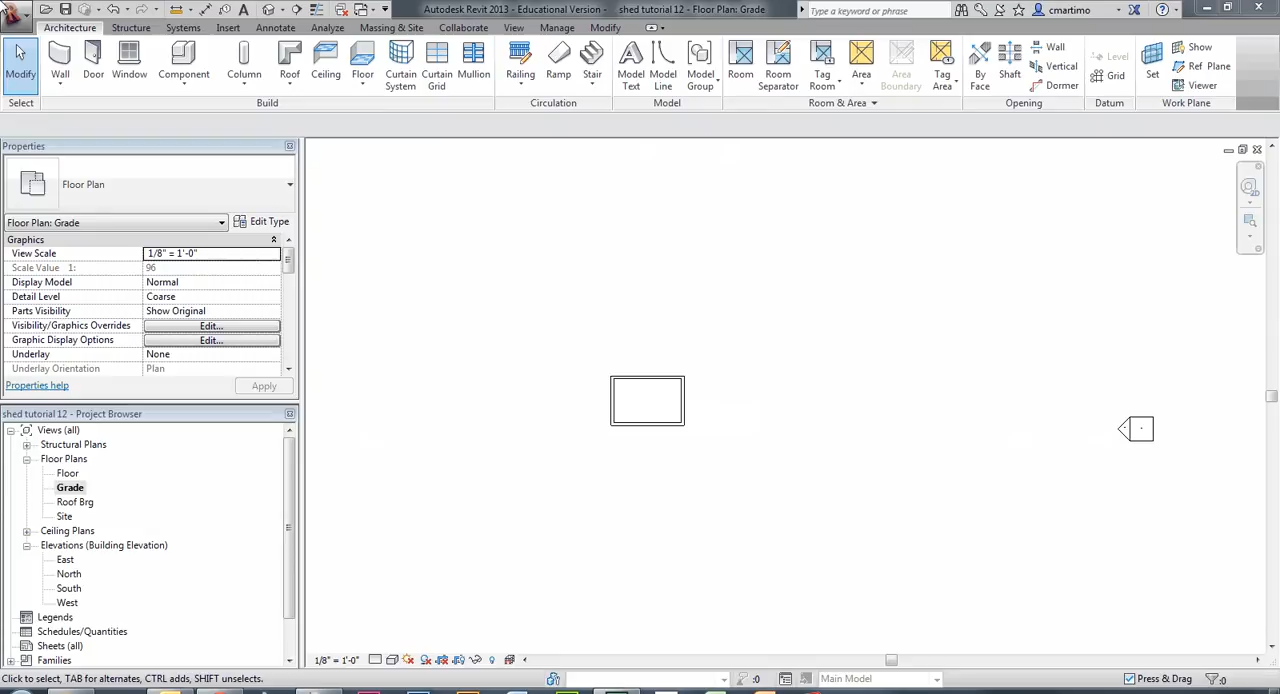 Autodesk Revit 2013 - Educational Version - shed tutorial 12 - Floor Plan: Grade
Type a keyword or phrase
cmartimo
Architecture Structure Systems Insert Annotate Analyze Massing & Site Collaborate View Manage Modify
Modify Wall Door Window Component Column Roof Ceiling Floor Curtain System Curtain Grid Mullion Railing Ramp Stair Model Text Model Line Model Group Room Room Separator Tag Room Area Area Boundary Tag Area By Face Shaft Wall Vertical Dormer Level Grid Set Show Ref Plane Viewer
Select Build Circulation Model Room & Area Opening Datum Work Plane
Properties
Floor Plan
Floor Plan: Grade Edit Type
Graphics
View Scale 1/8" = 1'-0"
Scale Value 1: 96
Display Model Normal
Detail Level Coarse
Parts Visibility Show Original
Visibility/Graphics Overrides Edit...
Graphic Display Options Edit...
Underlay None
Underlay Orientation Plan
Properties help Apply
shed tutorial 12 - Project Browser
Views (all)
Structural Plans
Floor Plans
Floor
Grade
Roof Brg
Site
Ceiling Plans
Elevations (Building Elevation)
East
North
South
West
Legends
Schedules/Quantities
Sheets (all)
Families
1/8" = 1'-0"
Click to select, TAB for alternates, CTRL adds, SHIFT unselects. :0 Main Model Press & Drag :0